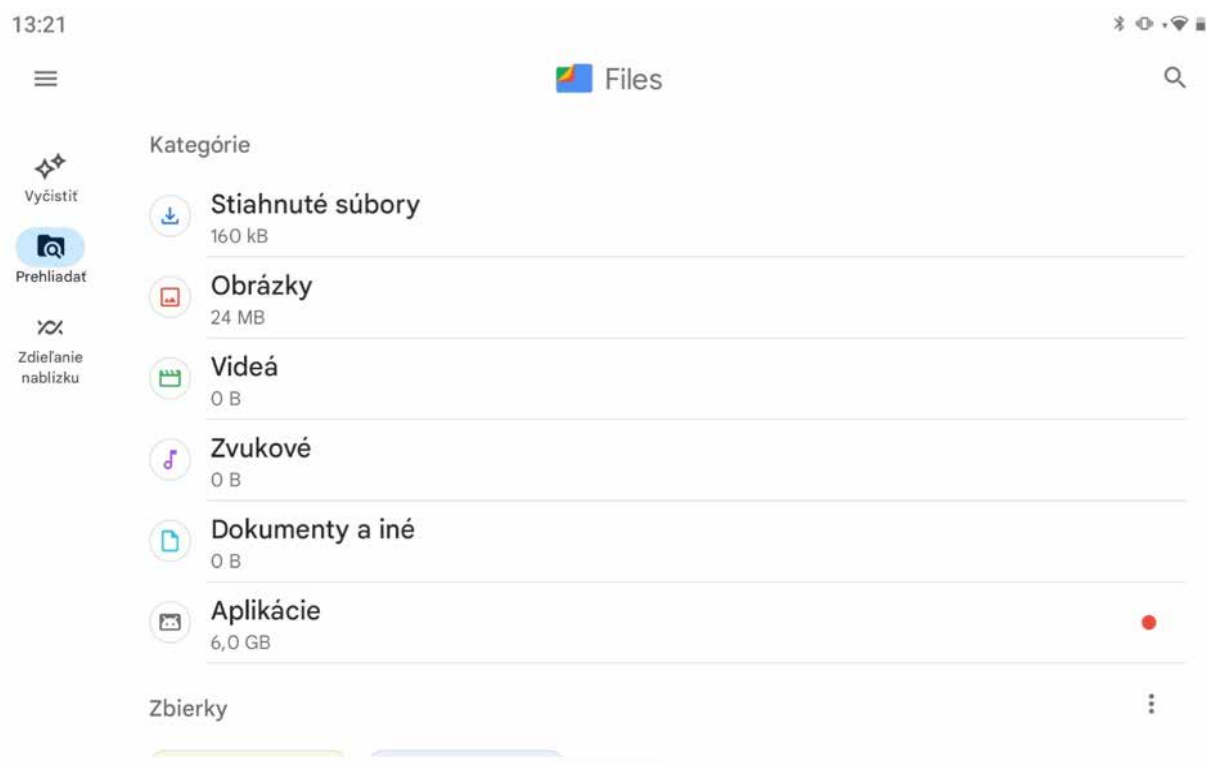 13:21
Files
Kategórie
Vyčistiť
Stiahnuté súbory
160 kB
Prehliadať
Obrázky
24 MB
Zdieľanie
nablízku
Videá
0 B
Zvukové
0 B
Dokumenty a iné
0 B
Aplikácie
6,0 GB
Zbierky